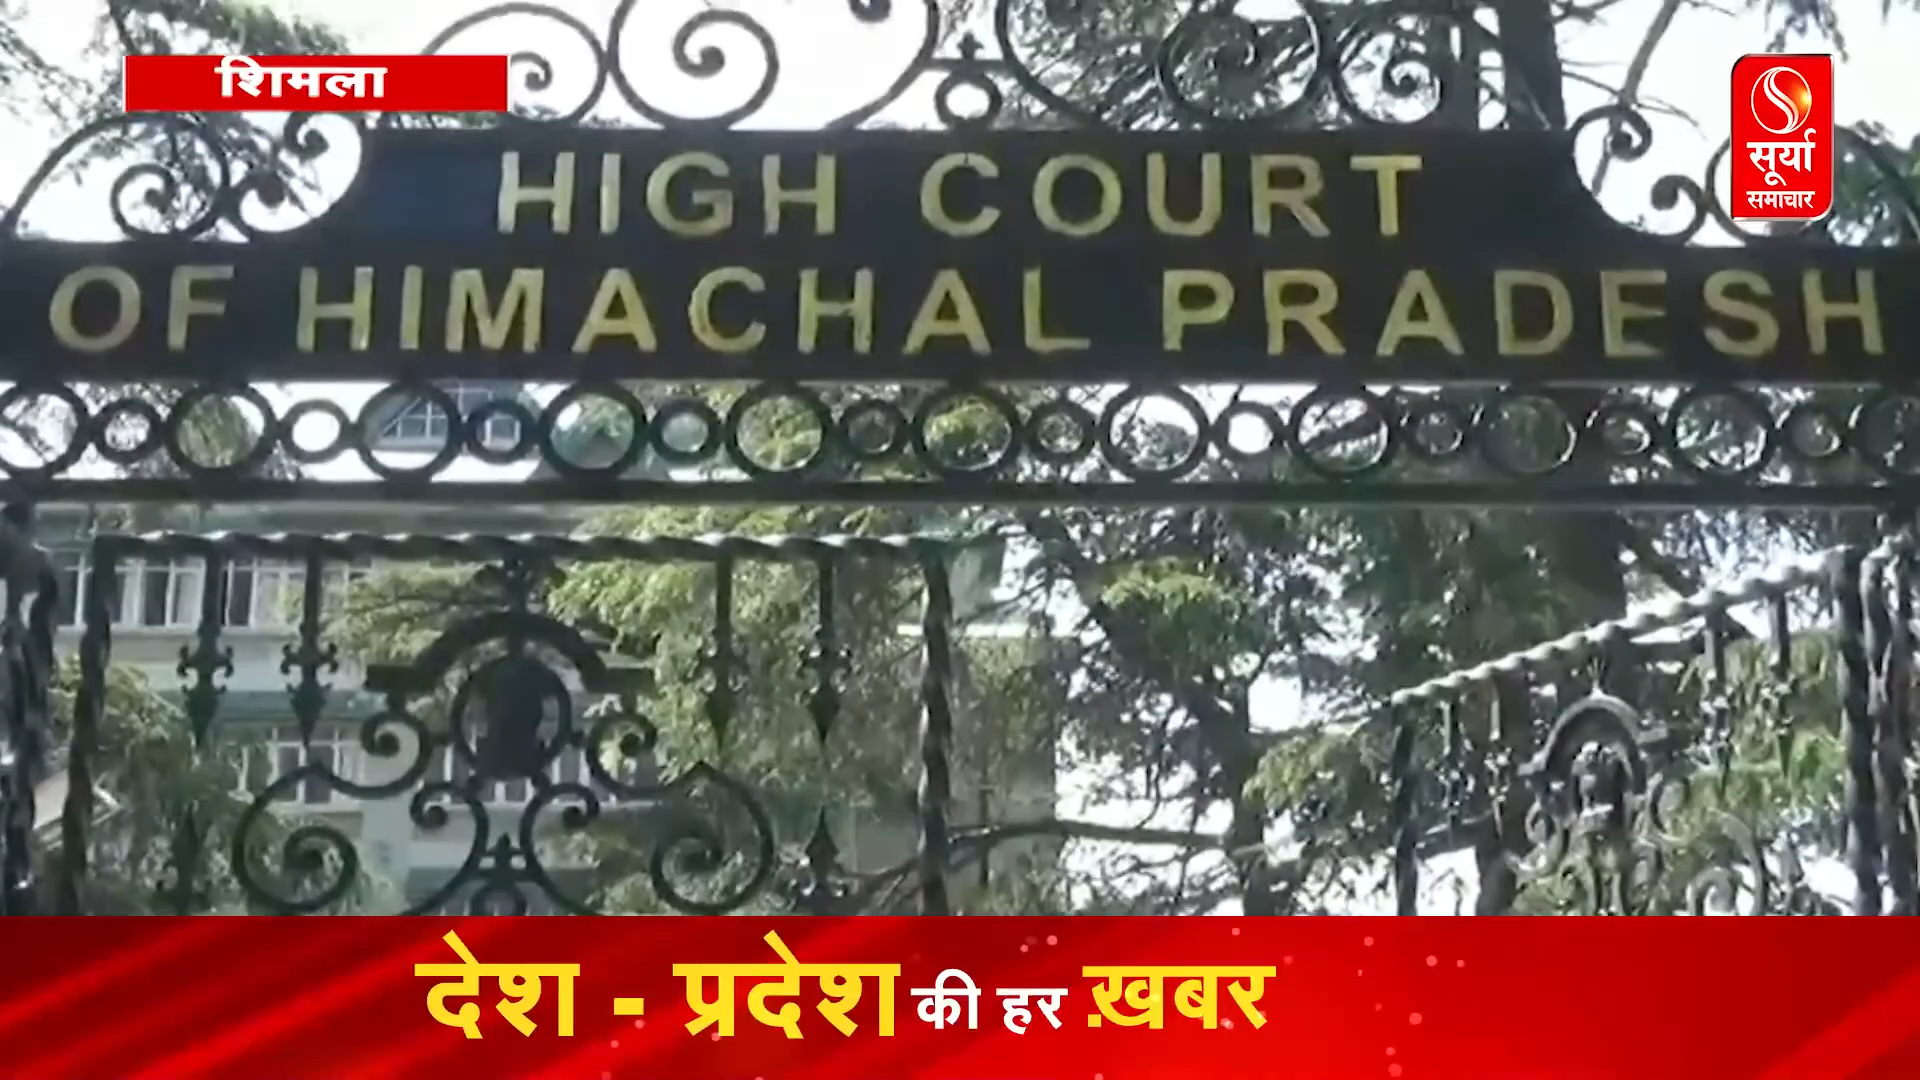 शिमला
HIGH COURT
OF HIMACHAL PRADESH
सूर्या
समाचार
देश - प्रदेश की हर ख़बर